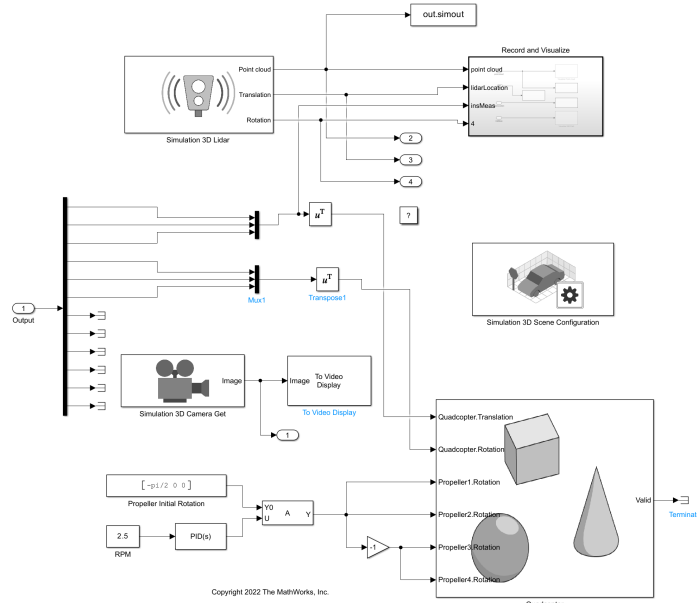 out.simout
Record and Visualize
Point cloud
Translation
Rotation
point cloud
lidarLocation
insMeas
4
Simulation 3D Lidar
2
3
4
u^T
?
u^T
Mux1
Transpose1
1
Output
Simulation 3D Scene Configuration
Image
Image
To Video
Display
Simulation 3D Camera Get
To Video Display
1
Quadcopter.Translation
Quadcopter.Rotation
Propeller1.Rotation
Propeller2.Rotation
Propeller3.Rotation
Propeller4.Rotation
Valid
Terminat
[-pi/2 0 0]
Propeller Initial Rotation
Y0
U
A
Y
2.5
RPM
PID(s)
-1
Copyright 2022 The MathWorks, Inc.